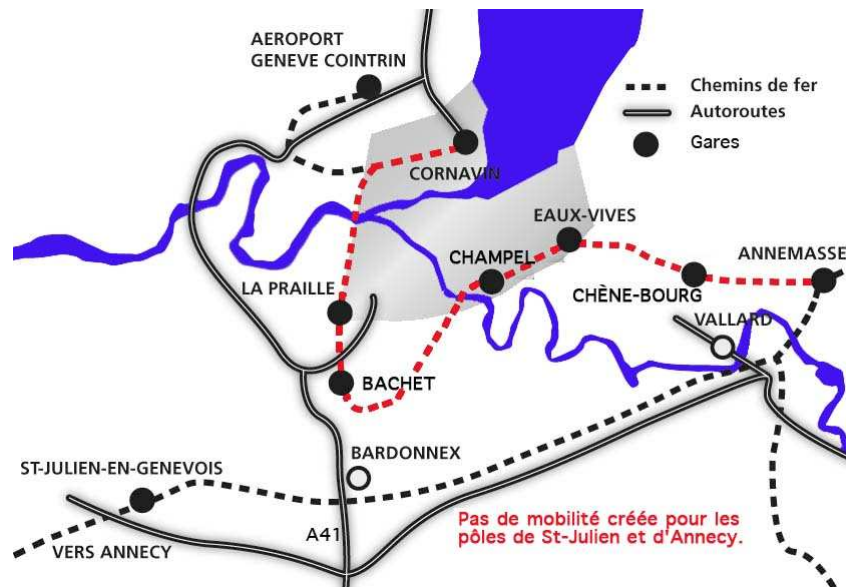 AEROPORT
GENEVE COINTRIN
Chemins de fer
Autoroutes
Gares
CORNAVIN
EAUX-VIVES
CHAMPEL
ANNEMASSE
LA PRAILLE
CHÈNE-BOURG
VALLARD
BACHET
BARDONNEX
ST-JULIEN-EN-GENEVOIS
Pas de mobilité créée pour les
pôles de St-Julien et d'Annecy.
A41
VERS ANNECY